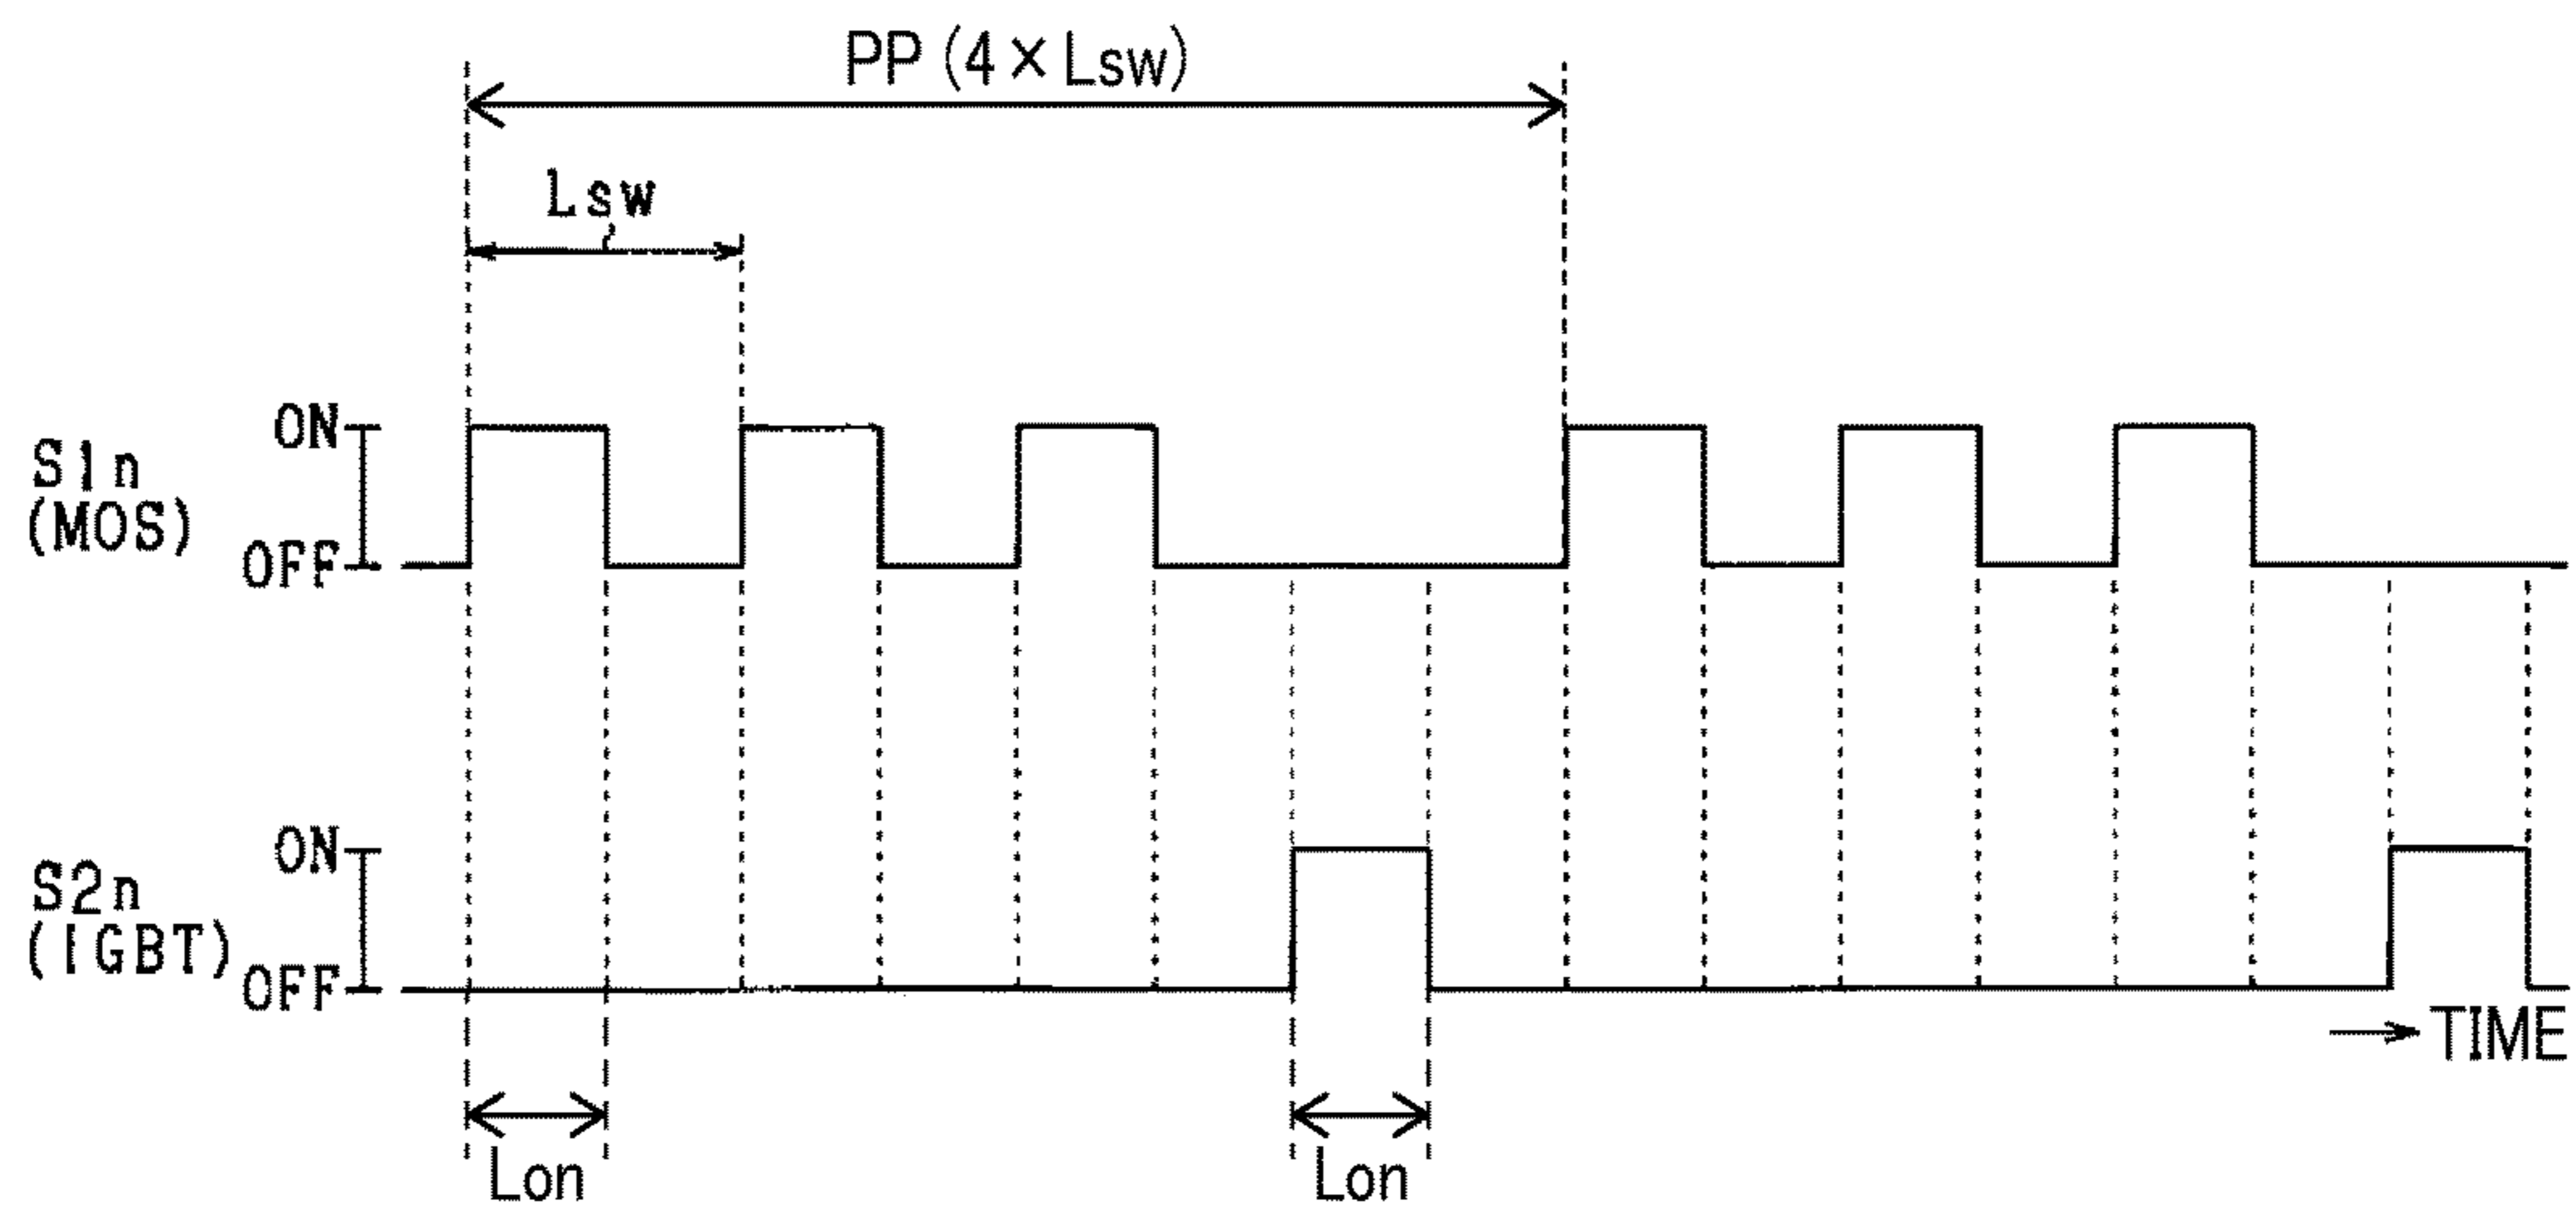 PP (4×Lsw)
Lsw
ON
S1n
(MOS)
OFF
ON
S2n
(IGBT)
OFF
TIME
Lon
Lon